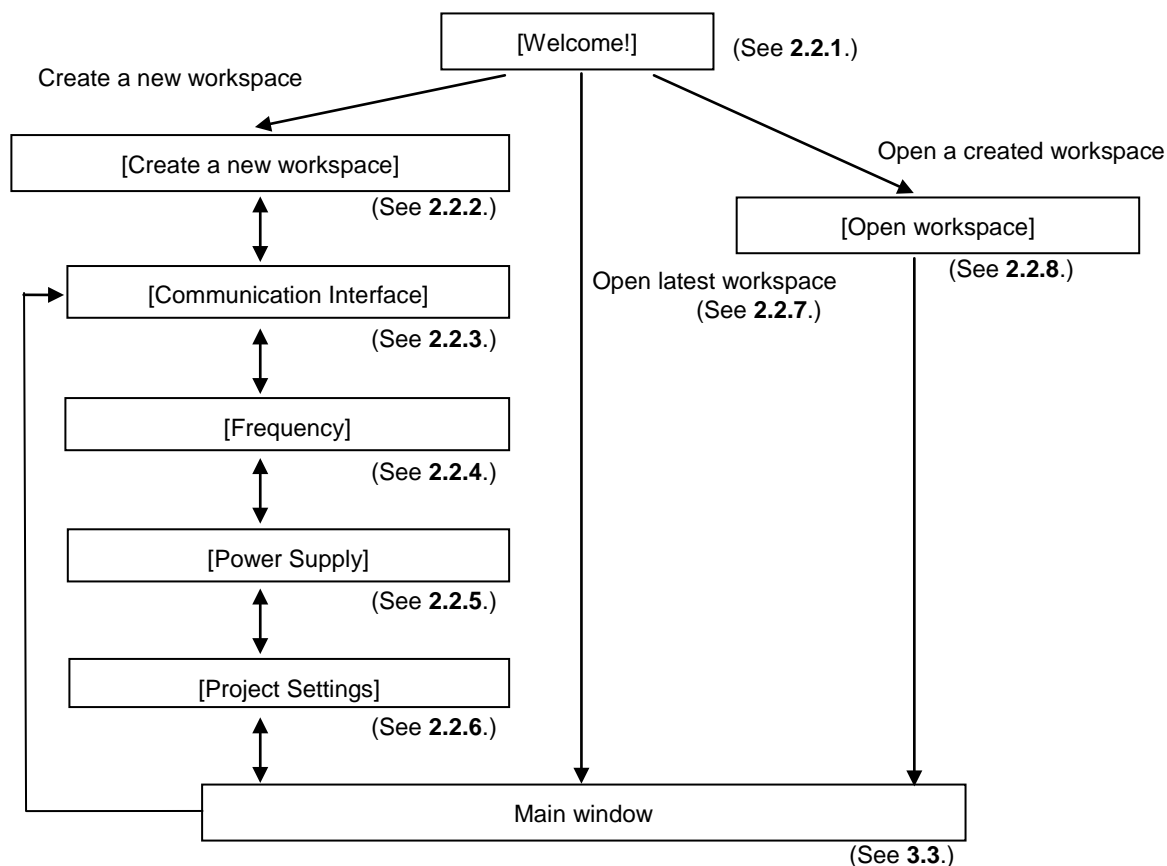 [Welcome!]
(See 2.2.1.)
Create a new workspace
[Create a new workspace]
(See 2.2.2.)
Open a created workspace
[Open workspace]
(See 2.2.8.)
[Communication Interface]
(See 2.2.3.)
Open latest workspace
(See 2.2.7.)
[Frequency]
(See 2.2.4.)
[Power Supply]
(See 2.2.5.)
[Project Settings]
(See 2.2.6.)
Main window
(See 3.3.)